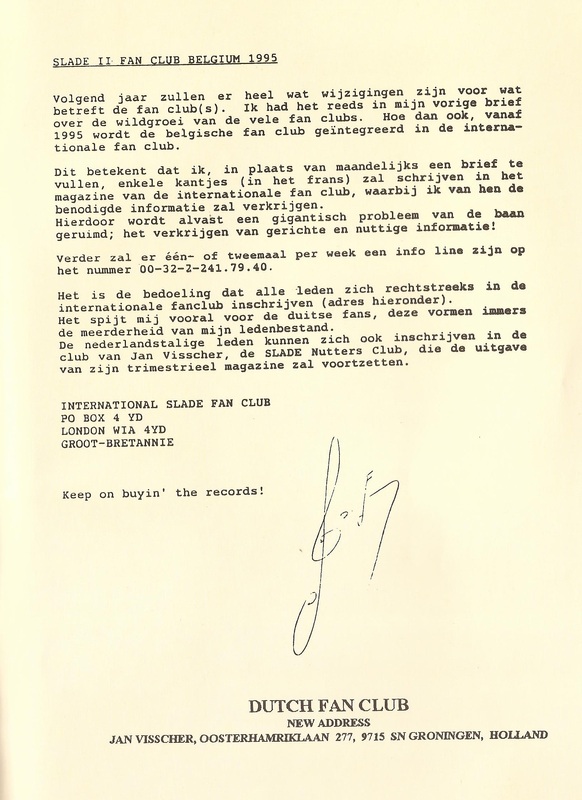 SLADE II FAN CLUB BELGIUM 1995
Volgend jaar zullen er heel wat wijzigingen zijn voor wat
betreft de fan club(s). Ik had het reeds in mijn vorige brief
over de wildgroei van de vele fan clubs. Hoe dan ook, vanaf
1995 wordt de belgische fan club geïntegreerd in de interna-
tionale fan club.
Dit betekent dat ik, in plaats van maandelijks een brief te
vullen, enkele kantjes (in het frans) zal schrijven in het
magazine van de internationale fan club, waarbij ik van hen de
benodigde informatie zal verkrijgen.
Hierdoor wordt alvast een gigantisch probleem van de baan
geruimd; het verkrijgen van gerichte en nuttige informatie!
Verder zal er één- of tweemaal per week een info line zijn op
het nummer 00-32-2-241.79.40.
Het is de bedoeling dat alle leden zich rechtstreeks in de
internationale fanclub inschrijven (adres hieronder).
Het spijt mij vooral voor de duitse fans, deze vormen immers
de meerderheid van mijn ledenbestand.
De nederlandstalige leden kunnen zich ook inschrijven in de
club van Jan Visscher, de SLADE Nutters Club, die de uitgave
van zijn trimestrieel magazine zal voortzetten.
INTERNATIONAL SLADE FAN CLUB
PO BOX 4 YD
LONDON WIA 4YD
GROOT-BRETANNIE
Keep on buyin' the records!
DUTCH FAN CLUB
NEW ADDRESS
JAN VISSCHER, OOSTERHAMRIKLAAN 277, 9715 SN GRONINGEN, HOLLAND